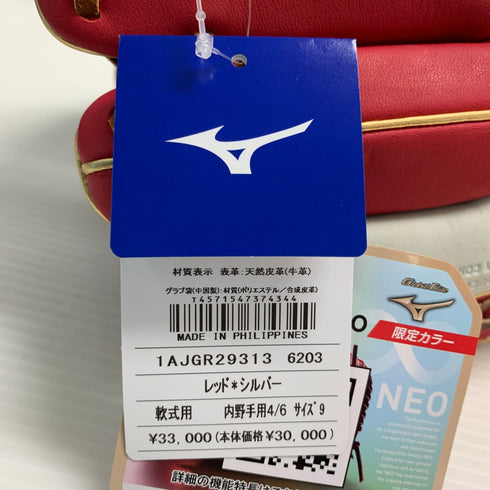 材質表示 表革:天然皮革(牛革)
グラブ袋(中国製):材質(ポリエステル/合成皮革)
T4571547374344
MADE IN PHILIPPINES
1AJGR29313 6203
レッド*シルバー
軟式用 内野手用4/6 サイズ9
¥33,000(本体価格¥30,000)
Global Elite
限定カラー
NEO